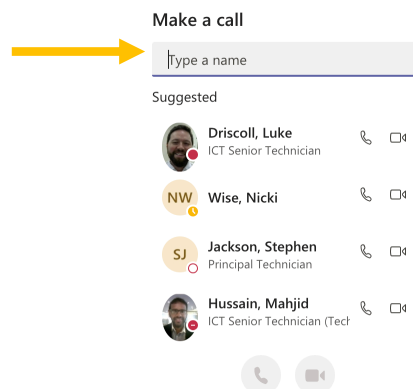 Make a call
Type a name
Suggested
Driscoll, Luke
ICT Senior Technician
NW
Wise, Nicki
SJ
Jackson, Stephen
Principal Technician
Hussain, Mahjid
ICT Senior Technician (Tech